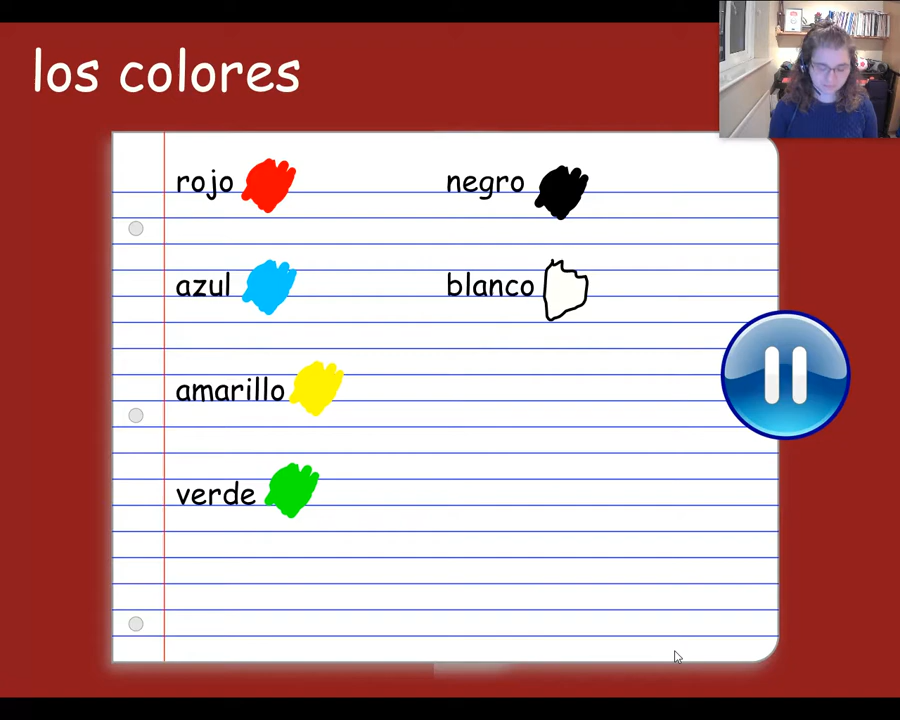 los colores
rojo
azul
amarillo
verde
negro
blanco